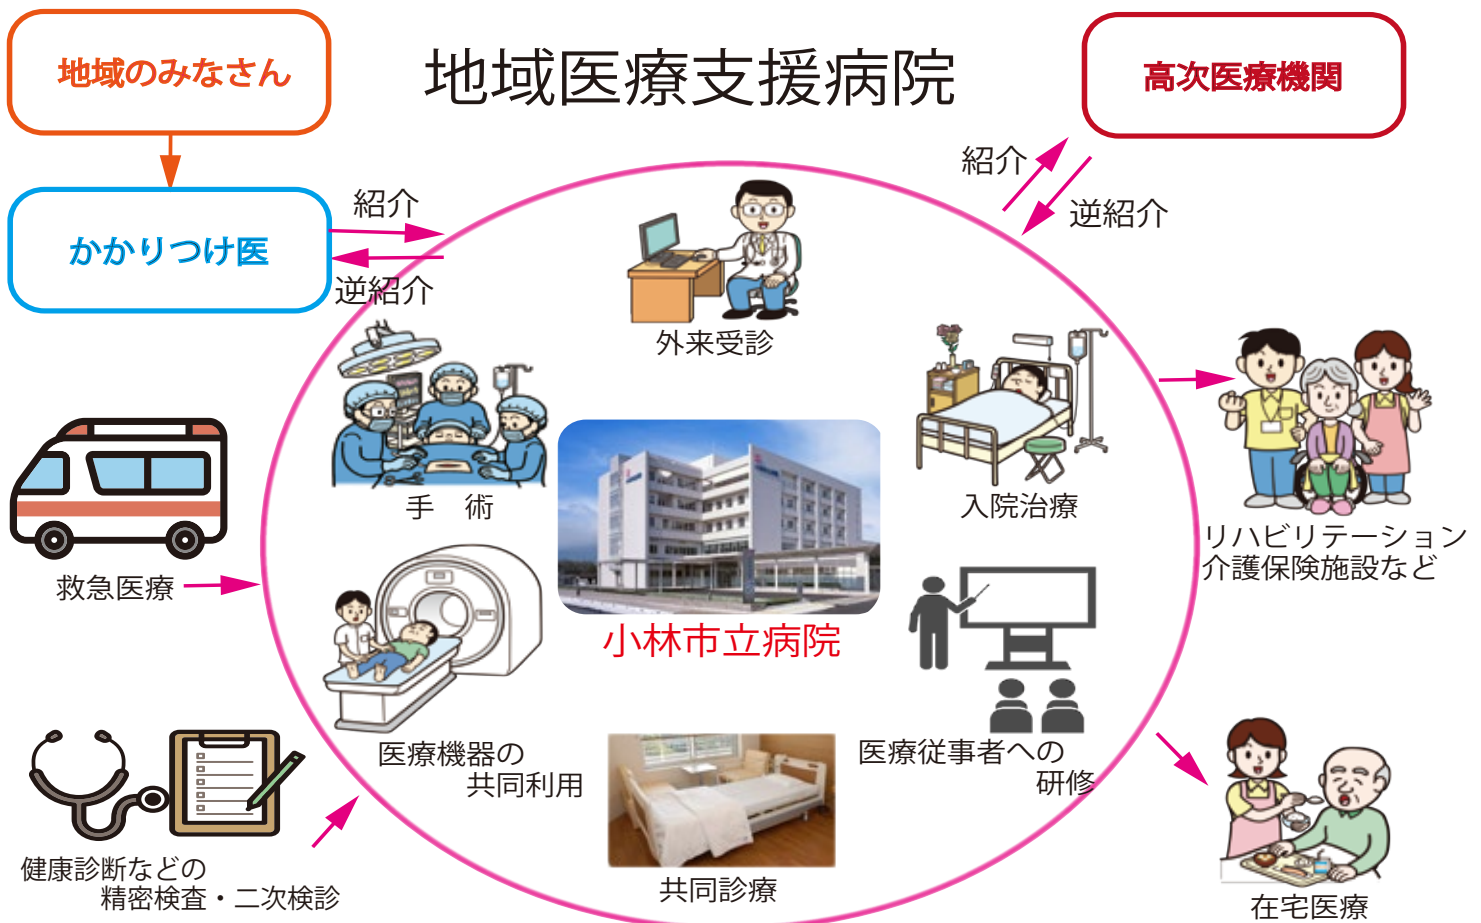 地域のみなさん
地域医療支援病院
高次医療機関
かかりつけ医
紹介
逆紹介
紹介
逆紹介
外来受診
手　術
入院治療
救急医療
小林市立病院
リハビリテーション
介護保険施設など
医療機器の
共同利用
医療従事者への
研修
健康診断などの
精密検査・二次検診
共同診療
在宅医療